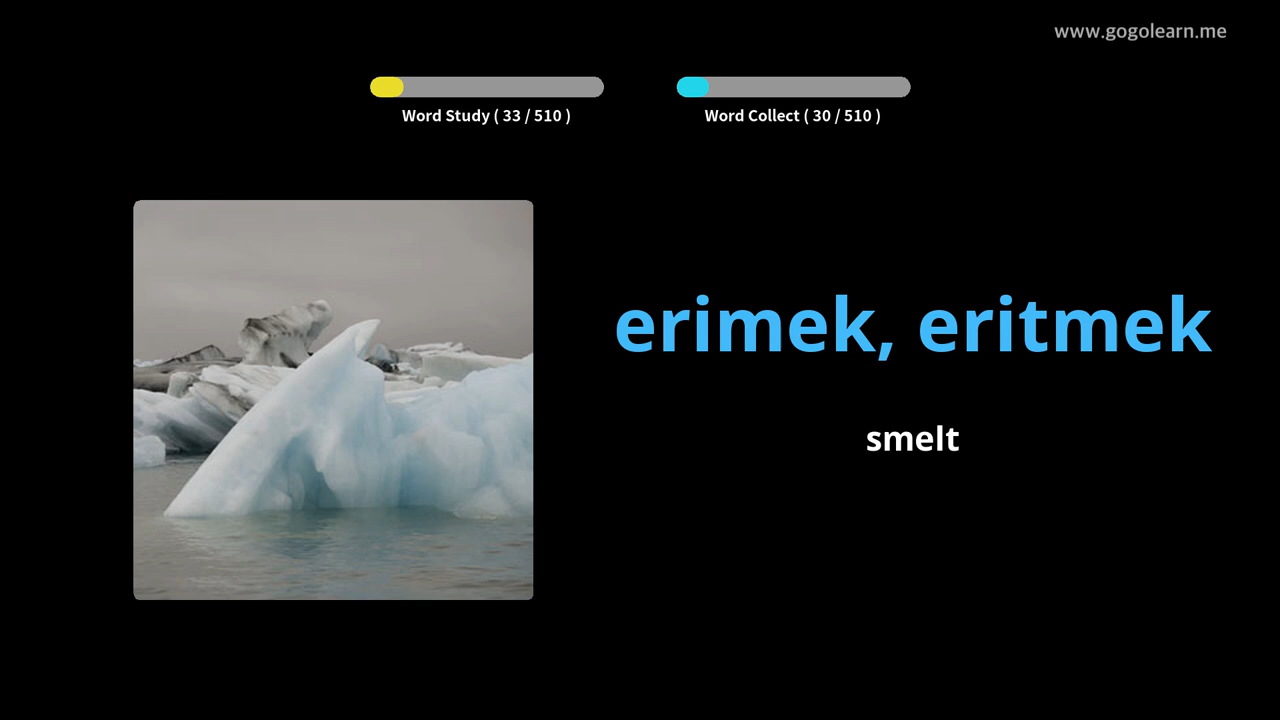 www.gogolearn.me
Word Study ( 33 / 510 )
Word Collect ( 30 / 510 )
erimek, eritmek
smelt